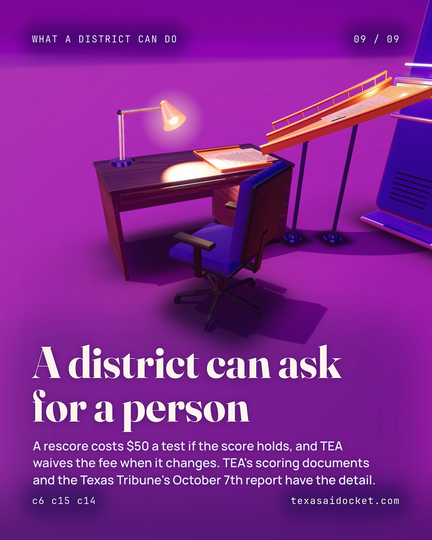 WHAT A DISTRICT CAN DO
09 / 09
A district can ask
for a person
A rescore costs $50 a test if the score holds, and TEA
waives the fee when it changes. TEA's scoring documents
and the Texas Tribune's October 7th report have the detail.
c6 c15 c14
texasaidocket.com